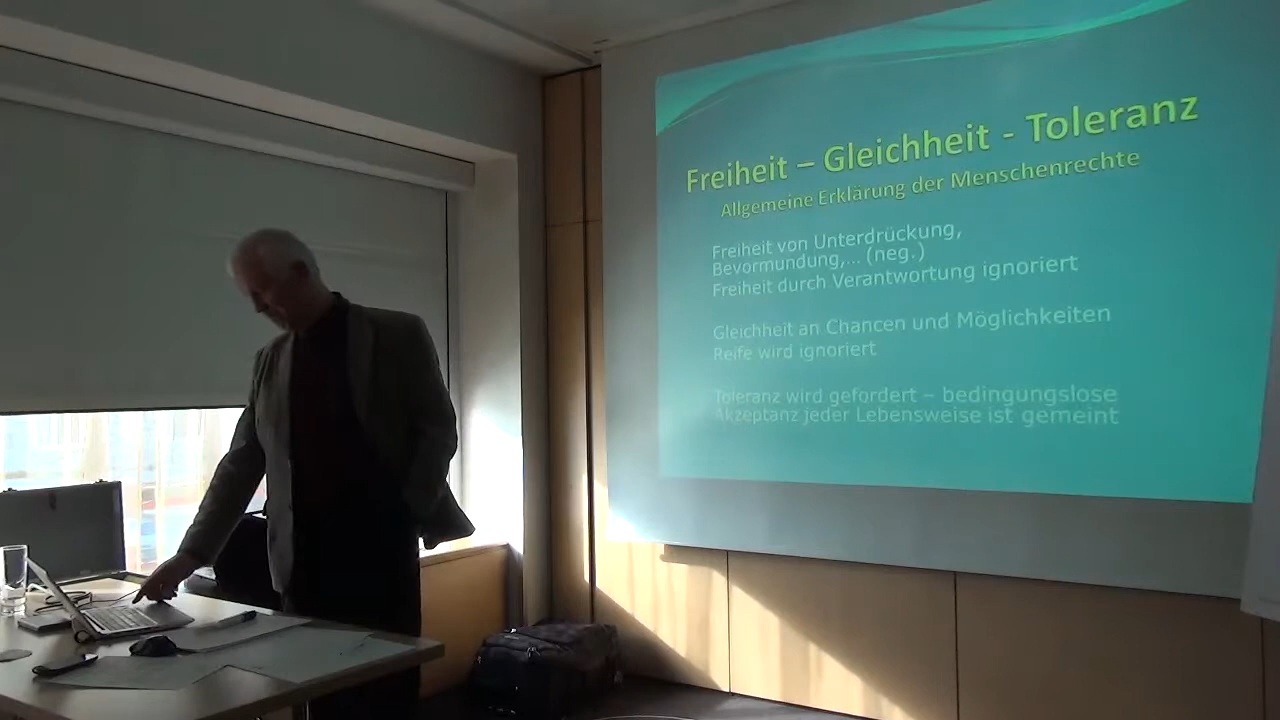 Freiheit – Gleichheit - Toleranz
Allgemeine Erklärung der Menschenrechte
Freiheit von Unterdrückung,
Bevormundung,... (neg.)
Freiheit durch Verantwortung ignoriert
Gleichheit an Chancen und Möglichkeiten
Reife wird ignoriert
Toleranz wird gefordert – bedingungslose
Akzeptanz jeder Lebensweise ist gemeint